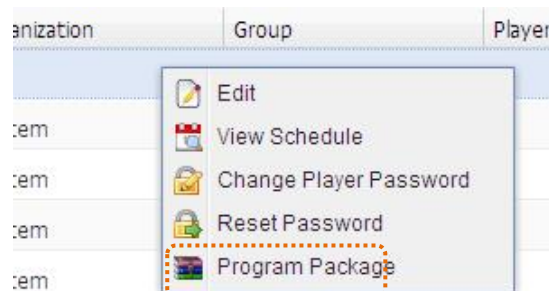 anization Group Player
Edit
tem View Schedule
tem Change Player Password
tem Reset Password
tem Program Package